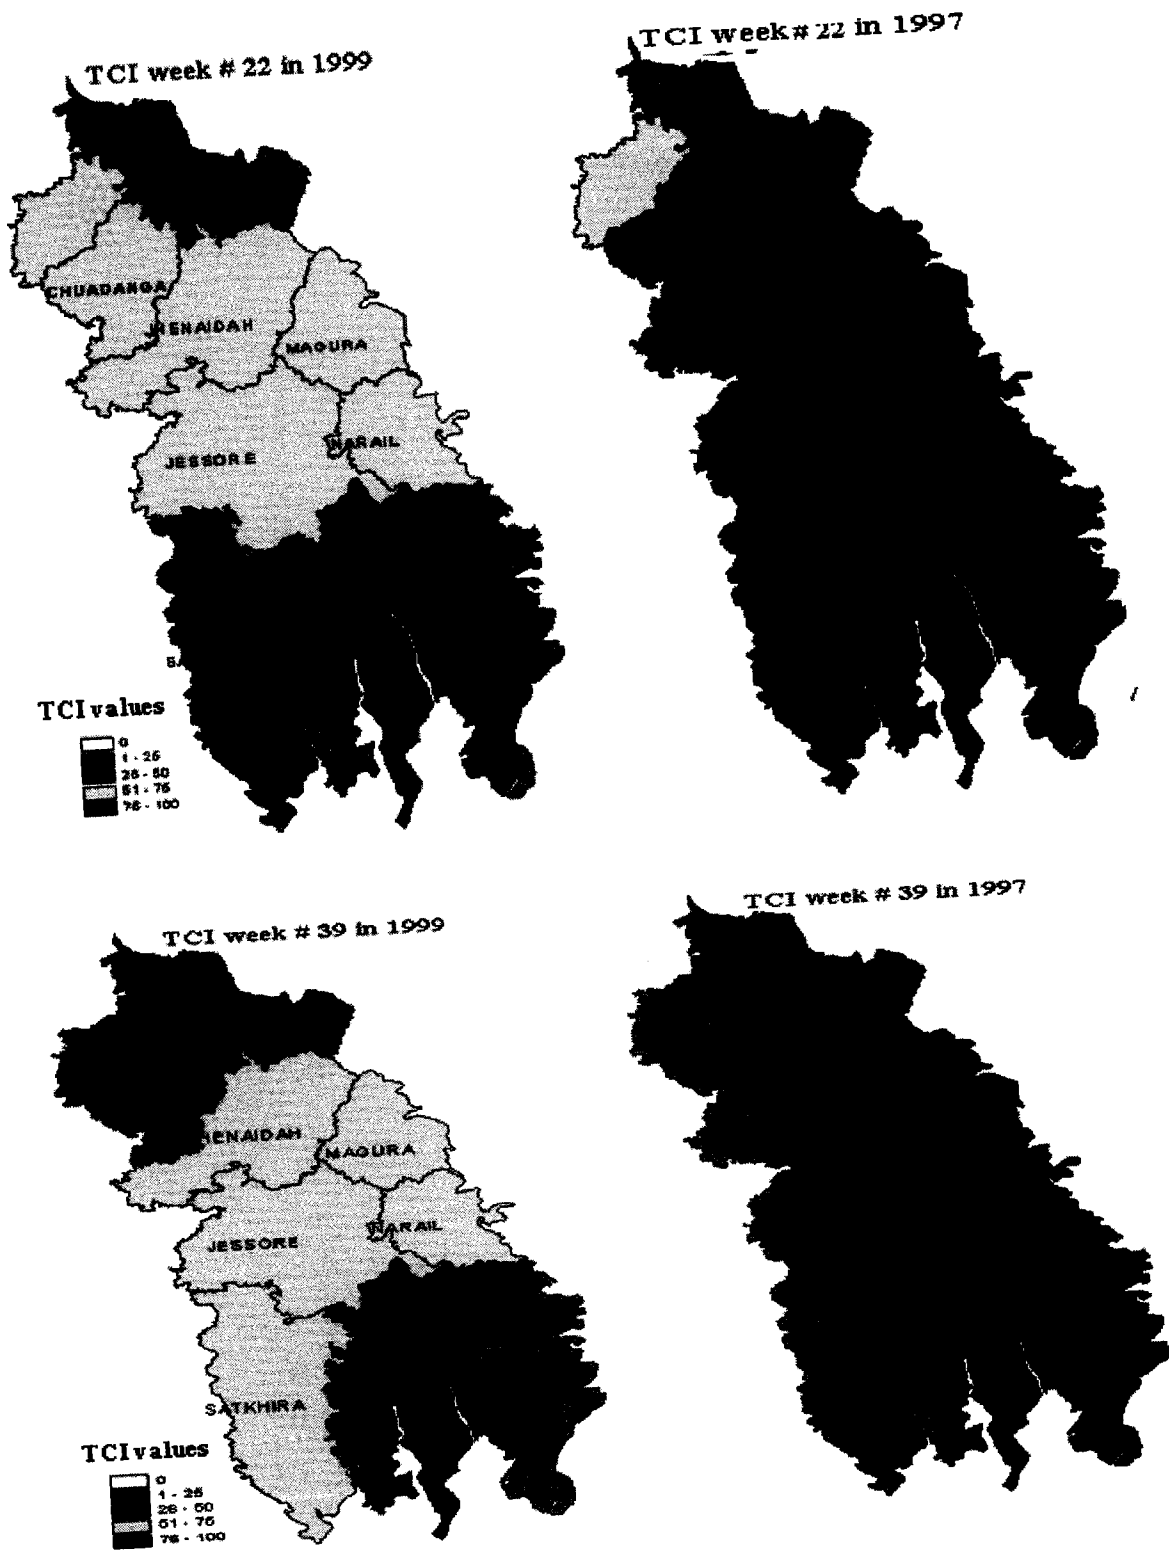 TCI week # 22 in 1999
TCI week # 22 in 1997
CHUADANGA
MAGURA
NARAIL
JESSORE
TCI values
0
1 - 25
26 - 50
51 - 75
76 - 100
TCI week # 39 in 1999
TCI week # 39 in 1997
MAGURA
NARAIL
JESSORE
SATKHIRA
TCI values
0
1 - 25
26 - 50
51 - 75
76 - 100